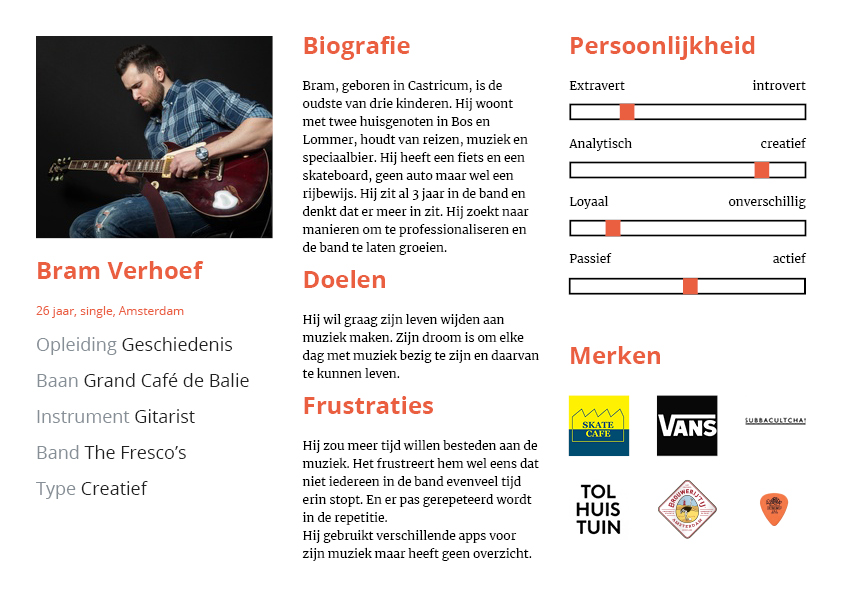 Bram Verhoef
26 jaar, single, Amsterdam
Opleiding Geschiedenis
Baan Grand Café de Balie
Instrument Gitarist
Band The Fresco’s
Type Creatief
Biografie
Bram, geboren in Castricum, is de
oudste van drie kinderen. Hij woont
met twee huisgenoten in Bos en
Lommer, houdt van reizen, muziek en
speciaalbier. Hij heeft een fiets en een
skateboard, geen auto maar wel een
rijbewijs. Hij zit al 3 jaar in de band en
denkt dat er meer in zit. Hij zoekt naar
manieren om te professionaliseren en
de band te laten groeien.
Doelen
Hij wil graag zijn leven wijden aan
muziek maken. Zijn droom is om elke
dag met muziek bezig te zijn en daarvan
te kunnen leven.
Frustraties
Hij zou meer tijd willen besteden aan de
muziek. Het frustreert hem wel eens dat
niet iedereen in de band evenveel tijd
erin stopt. En er pas gerepeteerd wordt
in de repetitie.
Hij gebruikt verschillende apps voor
zijn muziek maar heeft geen overzicht.
Persoonlijkheid
Extravert introvert
Analytisch creatief
Loyaal onverschillig
Passief actief
Merken
SKATE
CAFE
VANS
SUBBACULTCHA!
TOL
HUIS
TUIN
BROUWERIJ 'T IJ
AMSTERDAM